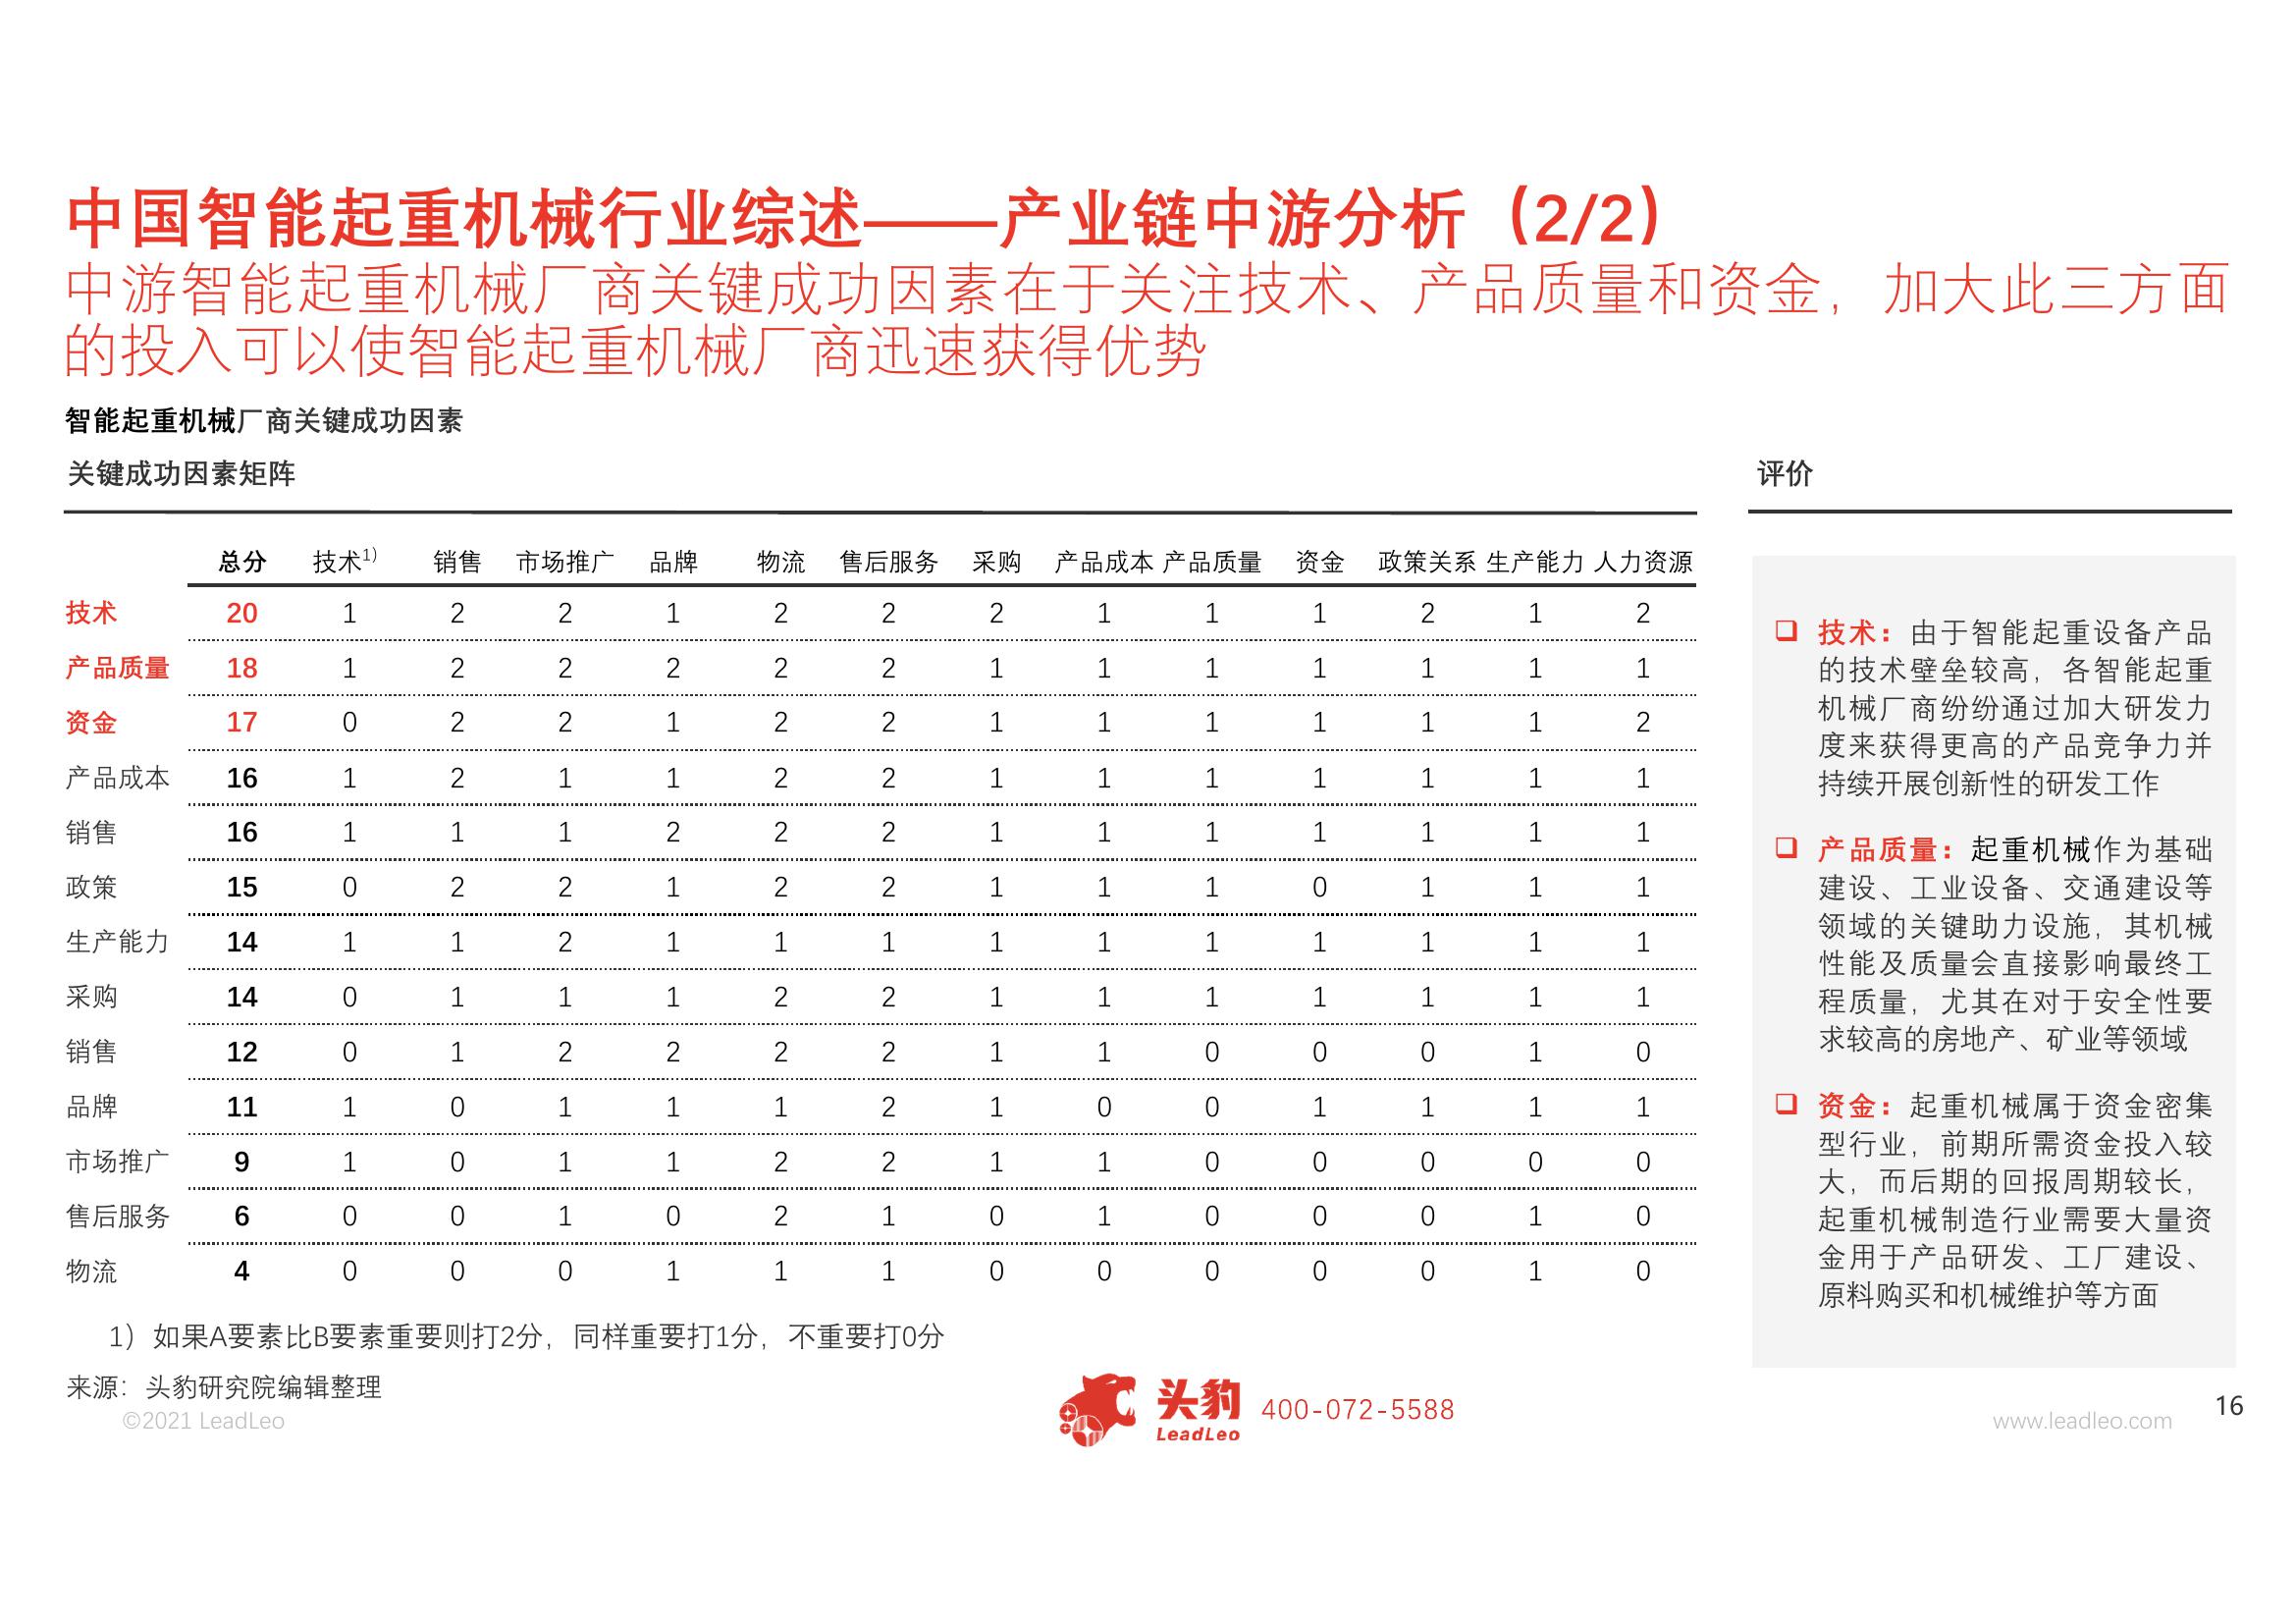 中国智能起重机械行业综述——产业链中游分析（2/2）
中游智能起重机械厂商关键成功因素在于关注技术、产品质量和资金，加大此三方面
的投入可以使智能起重机械厂商迅速获得优势
智能起重机械厂商关键成功因素
关键成功因素矩阵
总分 技术1) 销售 市场推广 品牌 物流 售后服务 采购 产品成本 产品质量 资金 政策关系 生产能力 人力资源
技术 20 1 2 2 1 2 2 2 1 1 1 2 1 2
产品质量 18 1 2 2 2 2 2 1 1 1 1 1 1 1
资金 17 0 2 2 1 2 2 1 1 1 1 1 1 2
产品成本 16 1 2 1 1 2 2 1 1 1 1 1 1 1
销售 16 1 1 1 2 2 2 1 1 1 1 1 1 1
政策 15 0 2 2 1 2 2 1 1 1 0 1 1 1
生产能力 14 1 1 2 1 1 1 1 1 1 1 1 1 1
采购 14 0 1 1 1 2 2 1 1 1 1 1 1 1
销售 12 0 1 2 2 2 2 1 1 0 0 0 1 0
品牌 11 1 0 1 1 1 2 1 0 0 1 1 1 1
市场推广 9 1 0 1 1 2 2 1 1 0 0 0 0 0
售后服务 6 0 0 1 0 2 1 0 1 0 0 0 1 0
物流 4 0 0 0 1 1 1 0 0 0 0 0 1 0
1）如果A要素比B要素重要则打2分，同样重要打1分，不重要打0分
评价
❑ 技术：由于智能起重设备产品
的技术壁垒较高，各智能起重
机械厂商纷纷通过加大研发力
度来获得更高的产品竞争力并
持续开展创新性的研发工作
❑ 产品质量：起重机械作为基础
建设、工业设备、交通建设等
领域的关键助力设施，其机械
性能及质量会直接影响最终工
程质量，尤其在对于安全性要
求较高的房地产、矿业等领域
❑ 资金：起重机械属于资金密集
型行业，前期所需资金投入较
大，而后期的回报周期较长，
起重机械制造行业需要大量资
金用于产品研发、工厂建设、
原料购买和机械维护等方面
来源：头豹研究院编辑整理
©2021 LeadLeo
头豹
LeadLeo
400-072-5588
www.leadleo.com
16